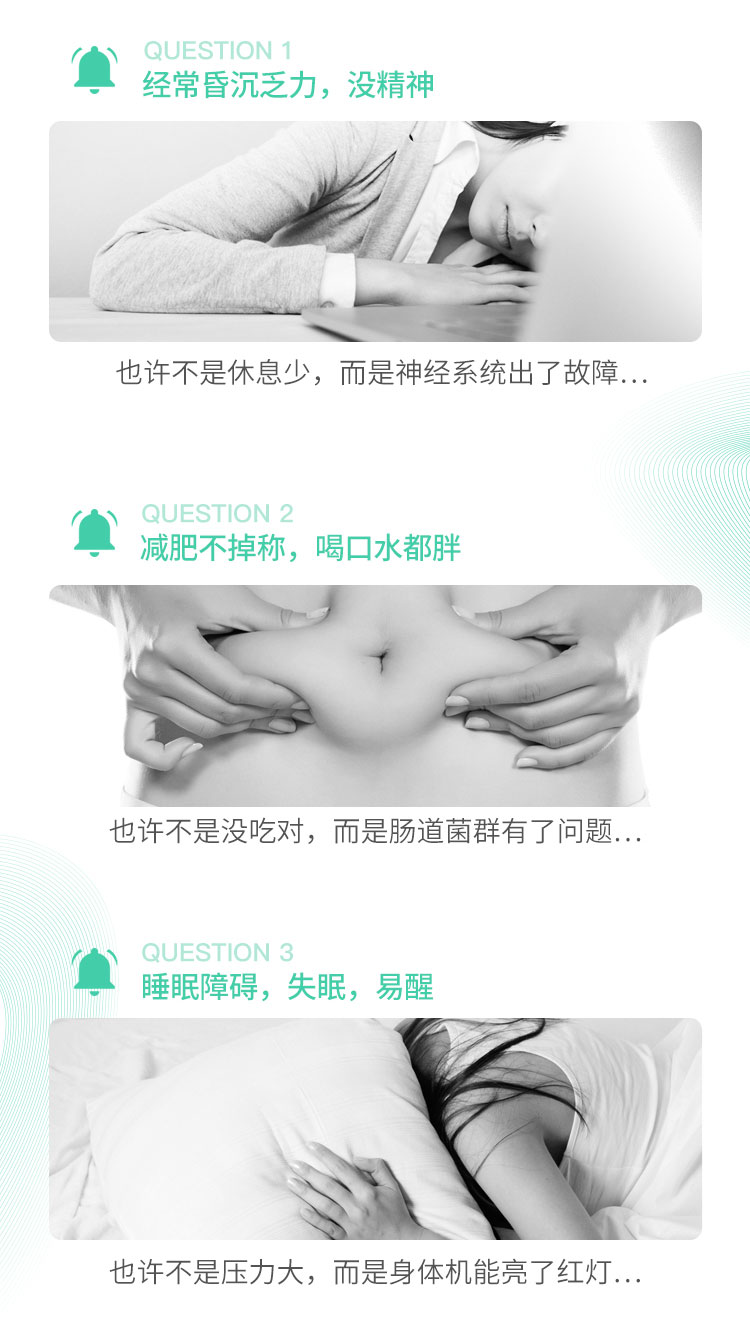 QUESTION 1
经常昏沉乏力，没精神
也许不是休息少，而是神经系统出了故障...
QUESTION 2
减肥不掉称，喝口水都胖
也许不是没吃对，而是肠道菌群有了问题...
QUESTION 3
睡眠障碍，失眠，易醒
也许不是压力大，而是身体机能亮了红灯...